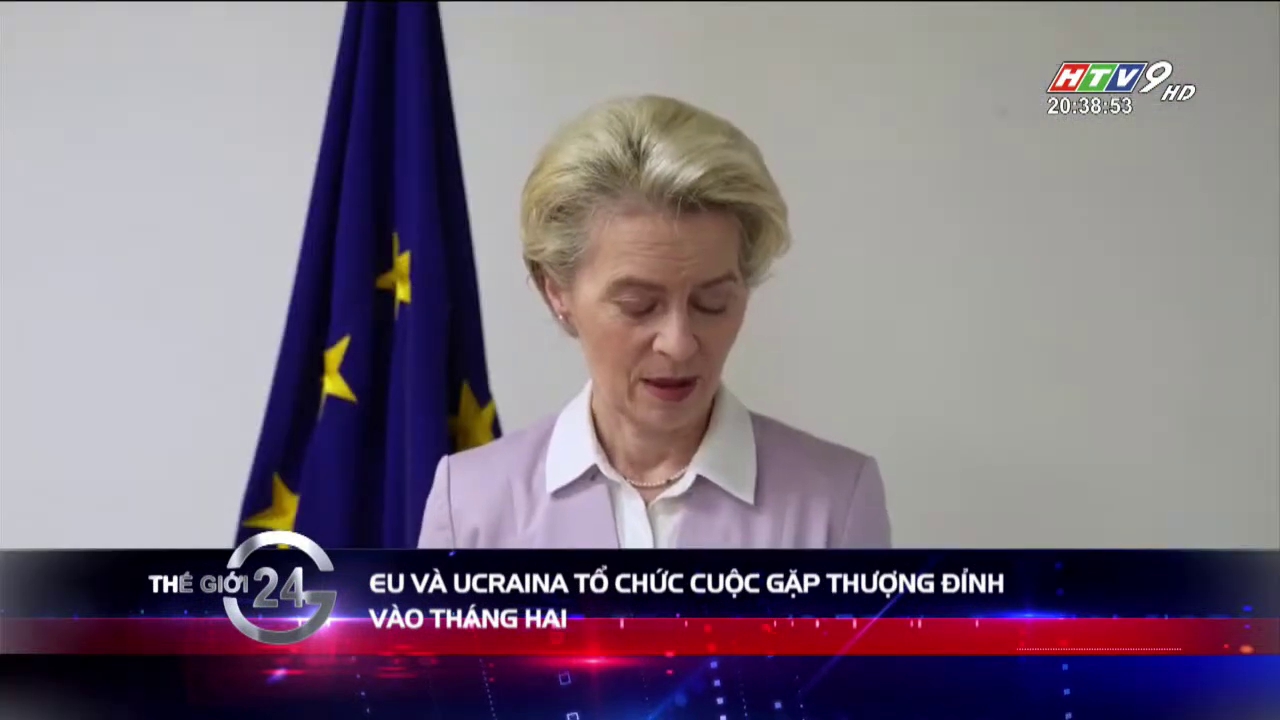 HTV9 HD
20:38:53
THẾ GIỚI 24G
EU VÀ UCRAINA TỔ CHỨC CUỘC GẶP THƯỢNG ĐỈNH
VÀO THÁNG HAI